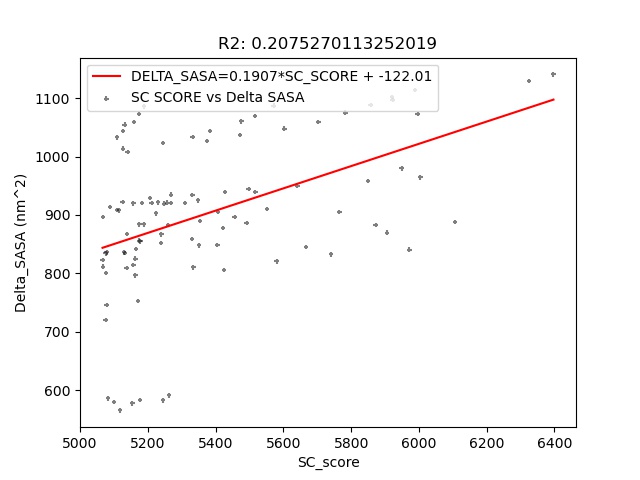 R2: 0.2075270113252019
DELTA_SASA=0.1907*SC_SCORE + -122.01
SC SCORE vs Delta SASA
1100
1000
900
800
700
600
Delta_SASA (nm^2)
5000 5200 5400 5600 5800 6000 6200 6400
SC_score